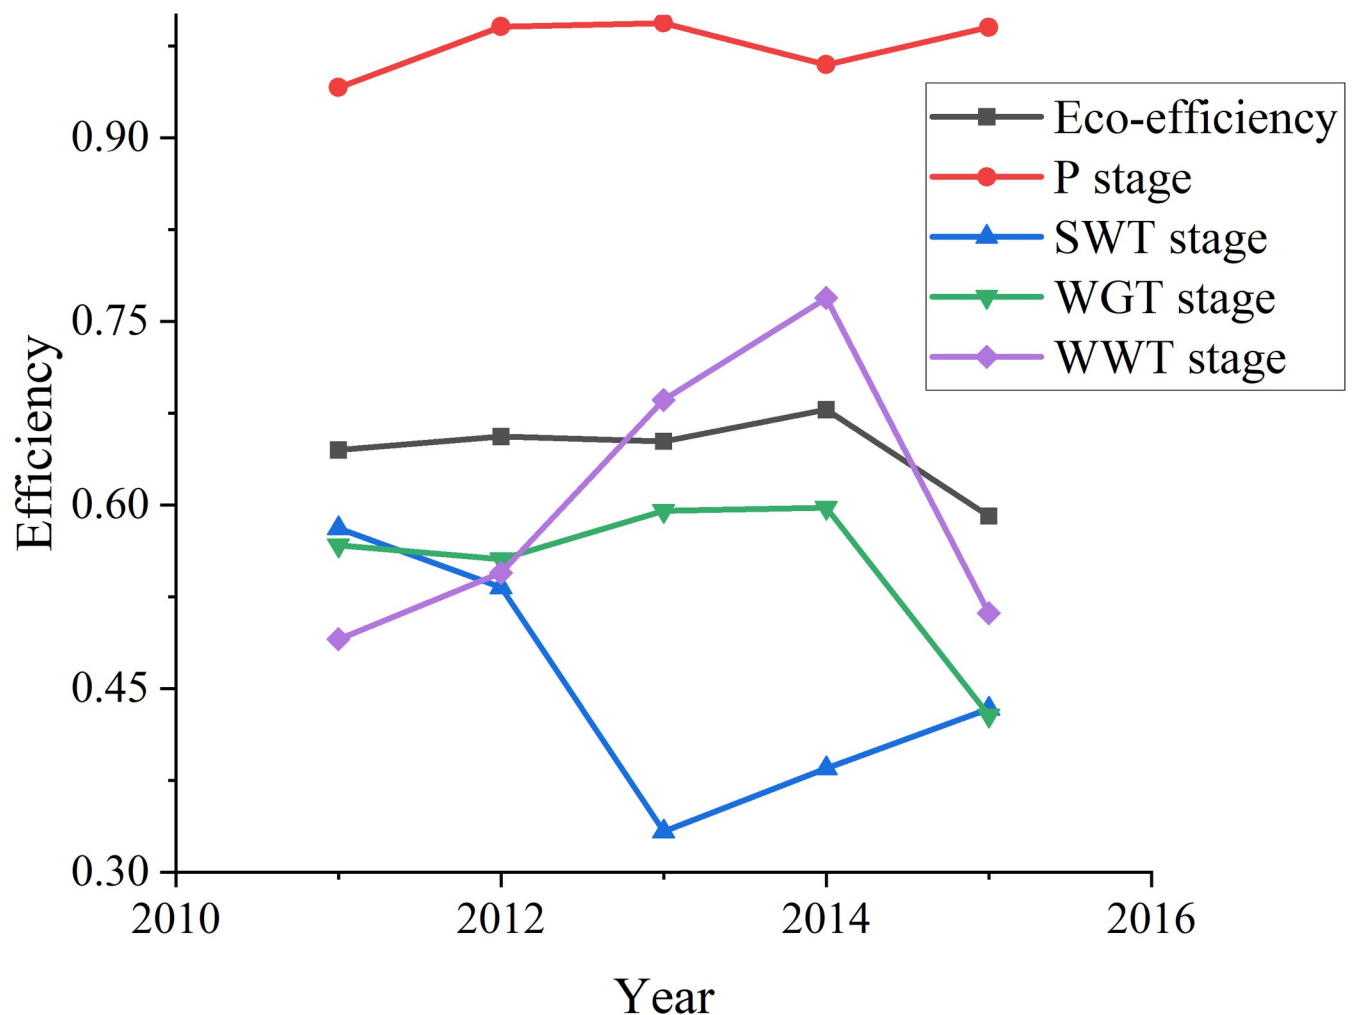 Efficiency
0.90
0.75
0.60
0.45
0.30
2010
2012
2014
2016
Year
Eco-efficiency
P stage
SWT stage
WGT stage
WWT stage